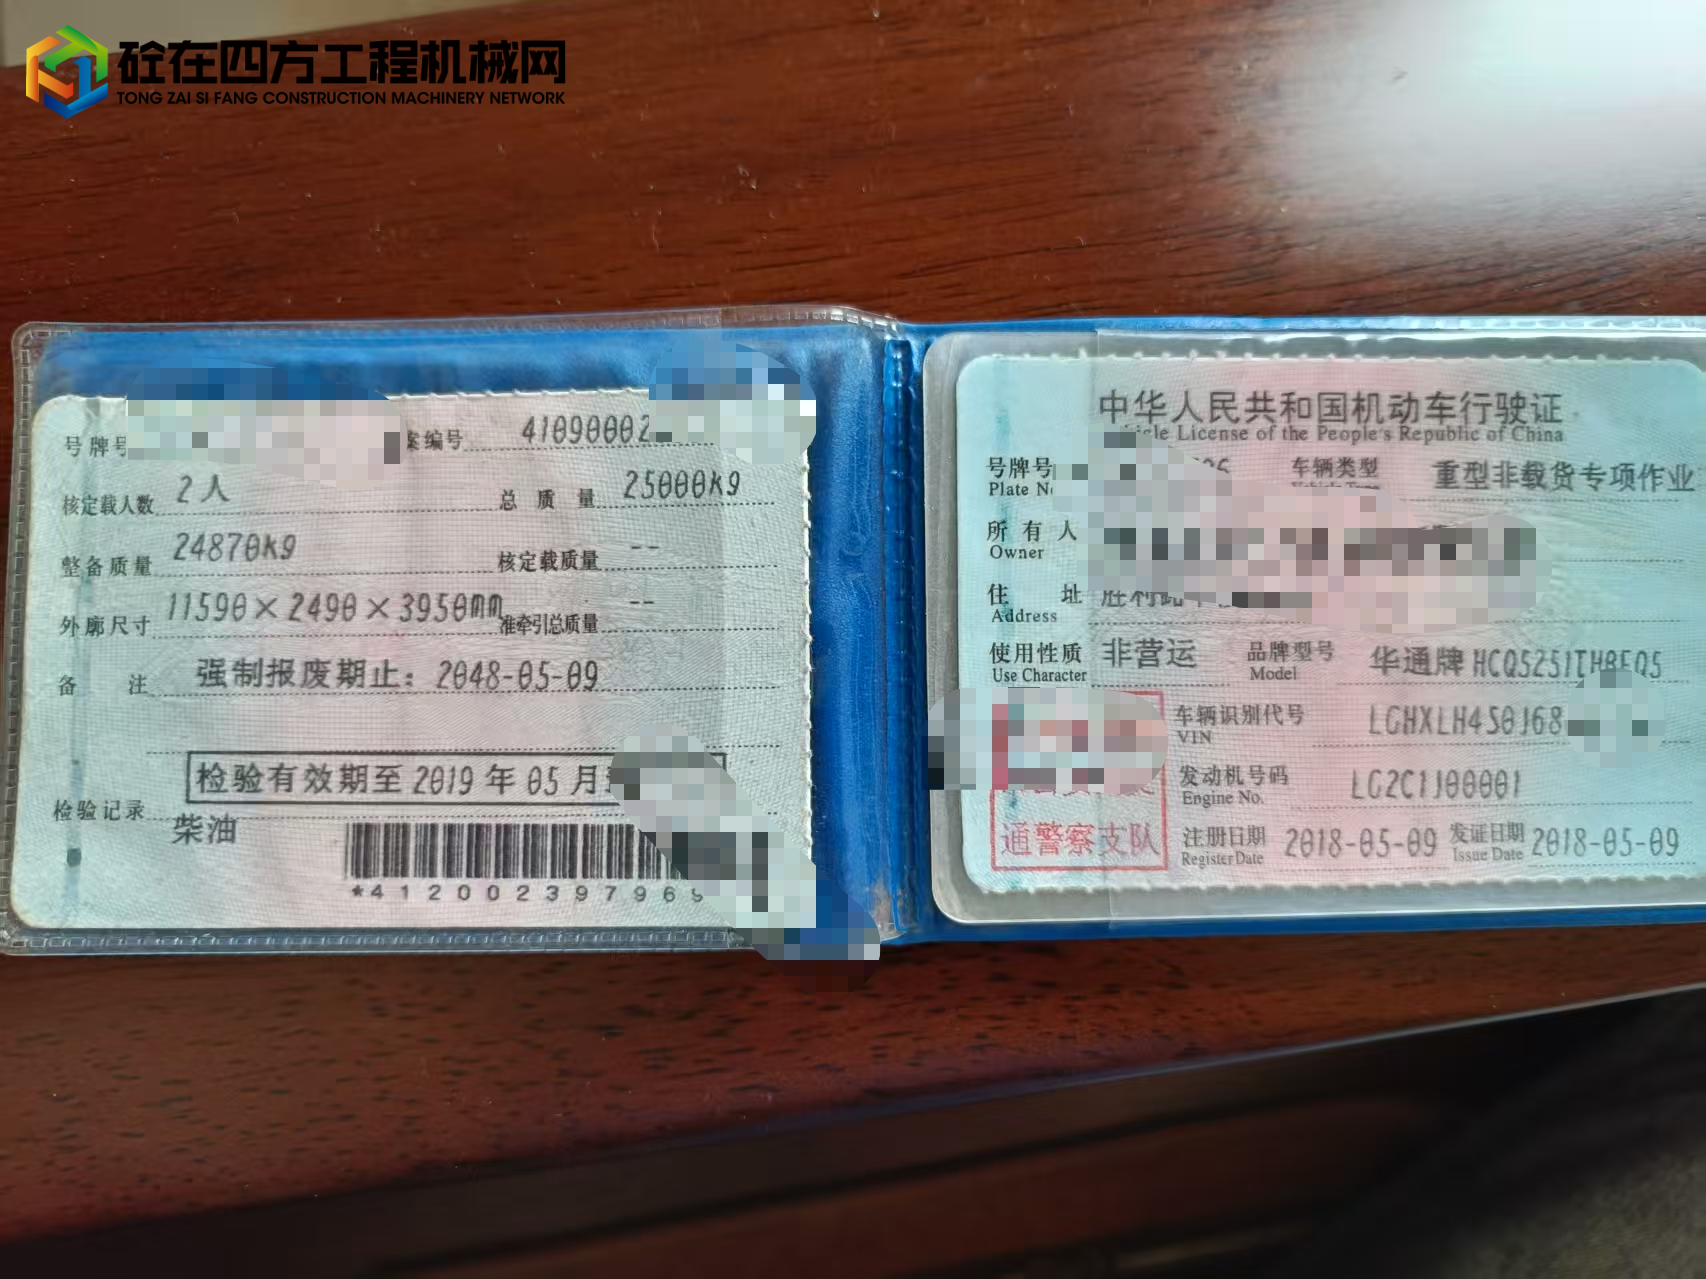 砼在四方工程机械网
TONG ZAI SI FANG CONSTRUCTION MACHINERY NETWORK
号牌号
案编号 41090002
核定载人数 2人
总质量 25000kg
整备质量 24870kg
核定载质量 --
外廓尺寸 11590×2490×3950mm
准牵引总质量 --
备注 强制报废期止：2048-05-09
检验有效期至2019年05月
检验记录
柴油
*41200239796
中华人民共和国机动车行驶证
License of the People's Republic of China
号牌号
Plate
车辆类型
重型非载货专项作业
所有人
Owner
住址
Address
胜利路
使用性质 非营运
Use Character
品牌型号 华通牌HCQ5251THBEQ5
Model
车辆识别代号 LGHXLH4S0J68
VIN
发动机号码 LG2C1J00001
Engine No.
通警察支队
注册日期 2018-05-09
Register Date
发证日期 2018-05-09
Issue Date